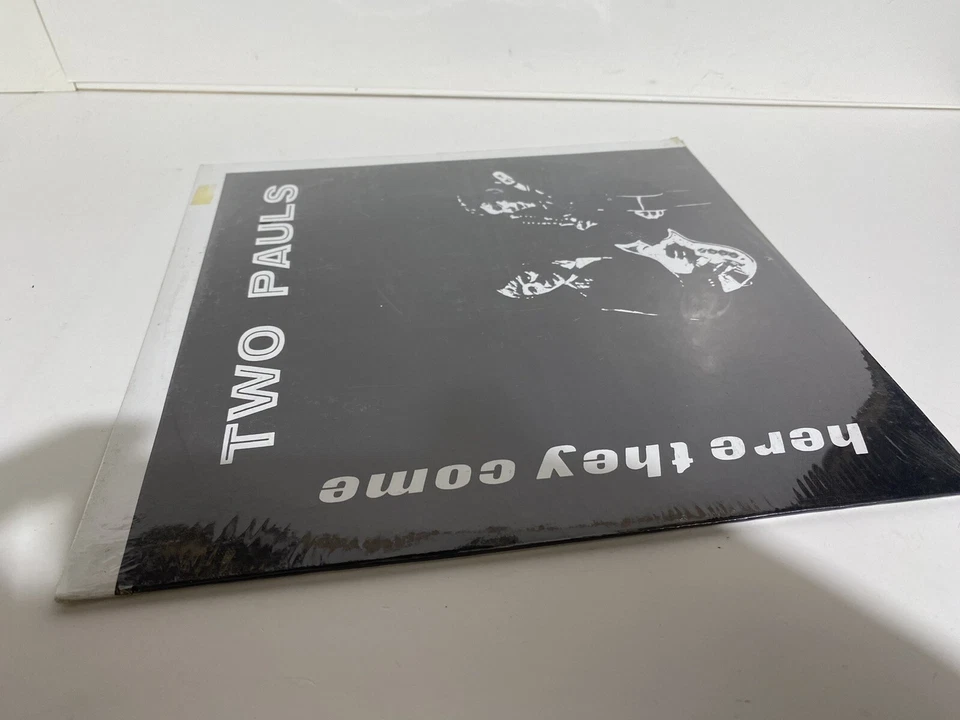 TWO PAULS
here they come